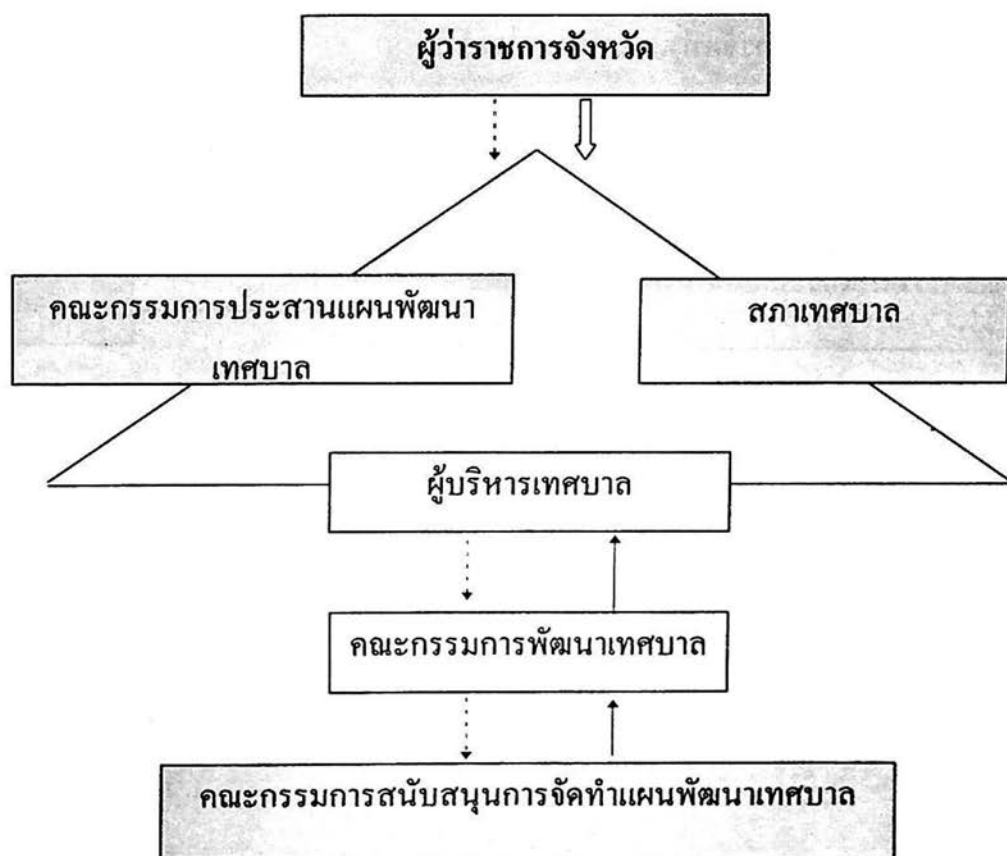 ผู้ว่าราชการจังหวัด
คณะกรรมการประสานแผนพัฒนา
เทศบาล
สภาเทศบาล
ผู้บริหารเทศบาล
คณะกรรมการพัฒนาเทศบาล
คณะกรรมการสนับสนุนการจัดทำแผนพัฒนาเทศบาล